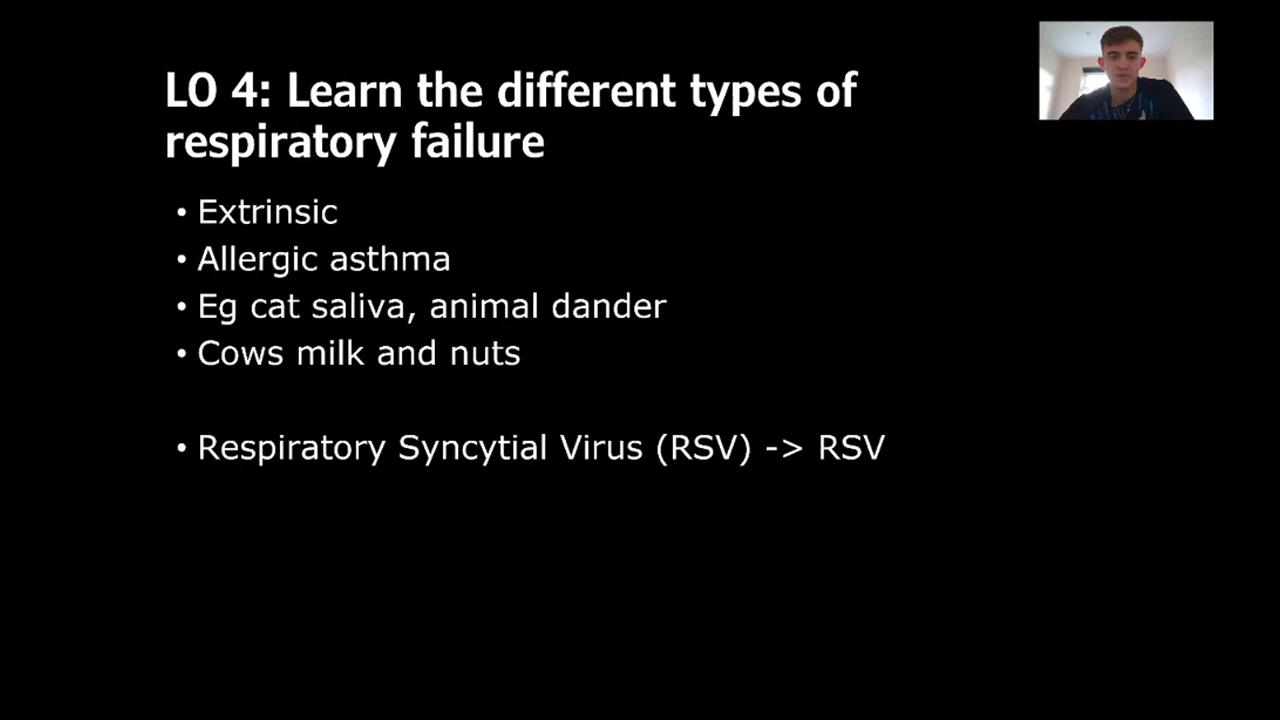 LO 4: Learn the different types of
respiratory failure
• Extrinsic
• Allergic asthma
• Eg cat saliva, animal dander
• Cows milk and nuts
• Respiratory Syncytial Virus (RSV) -> RSV